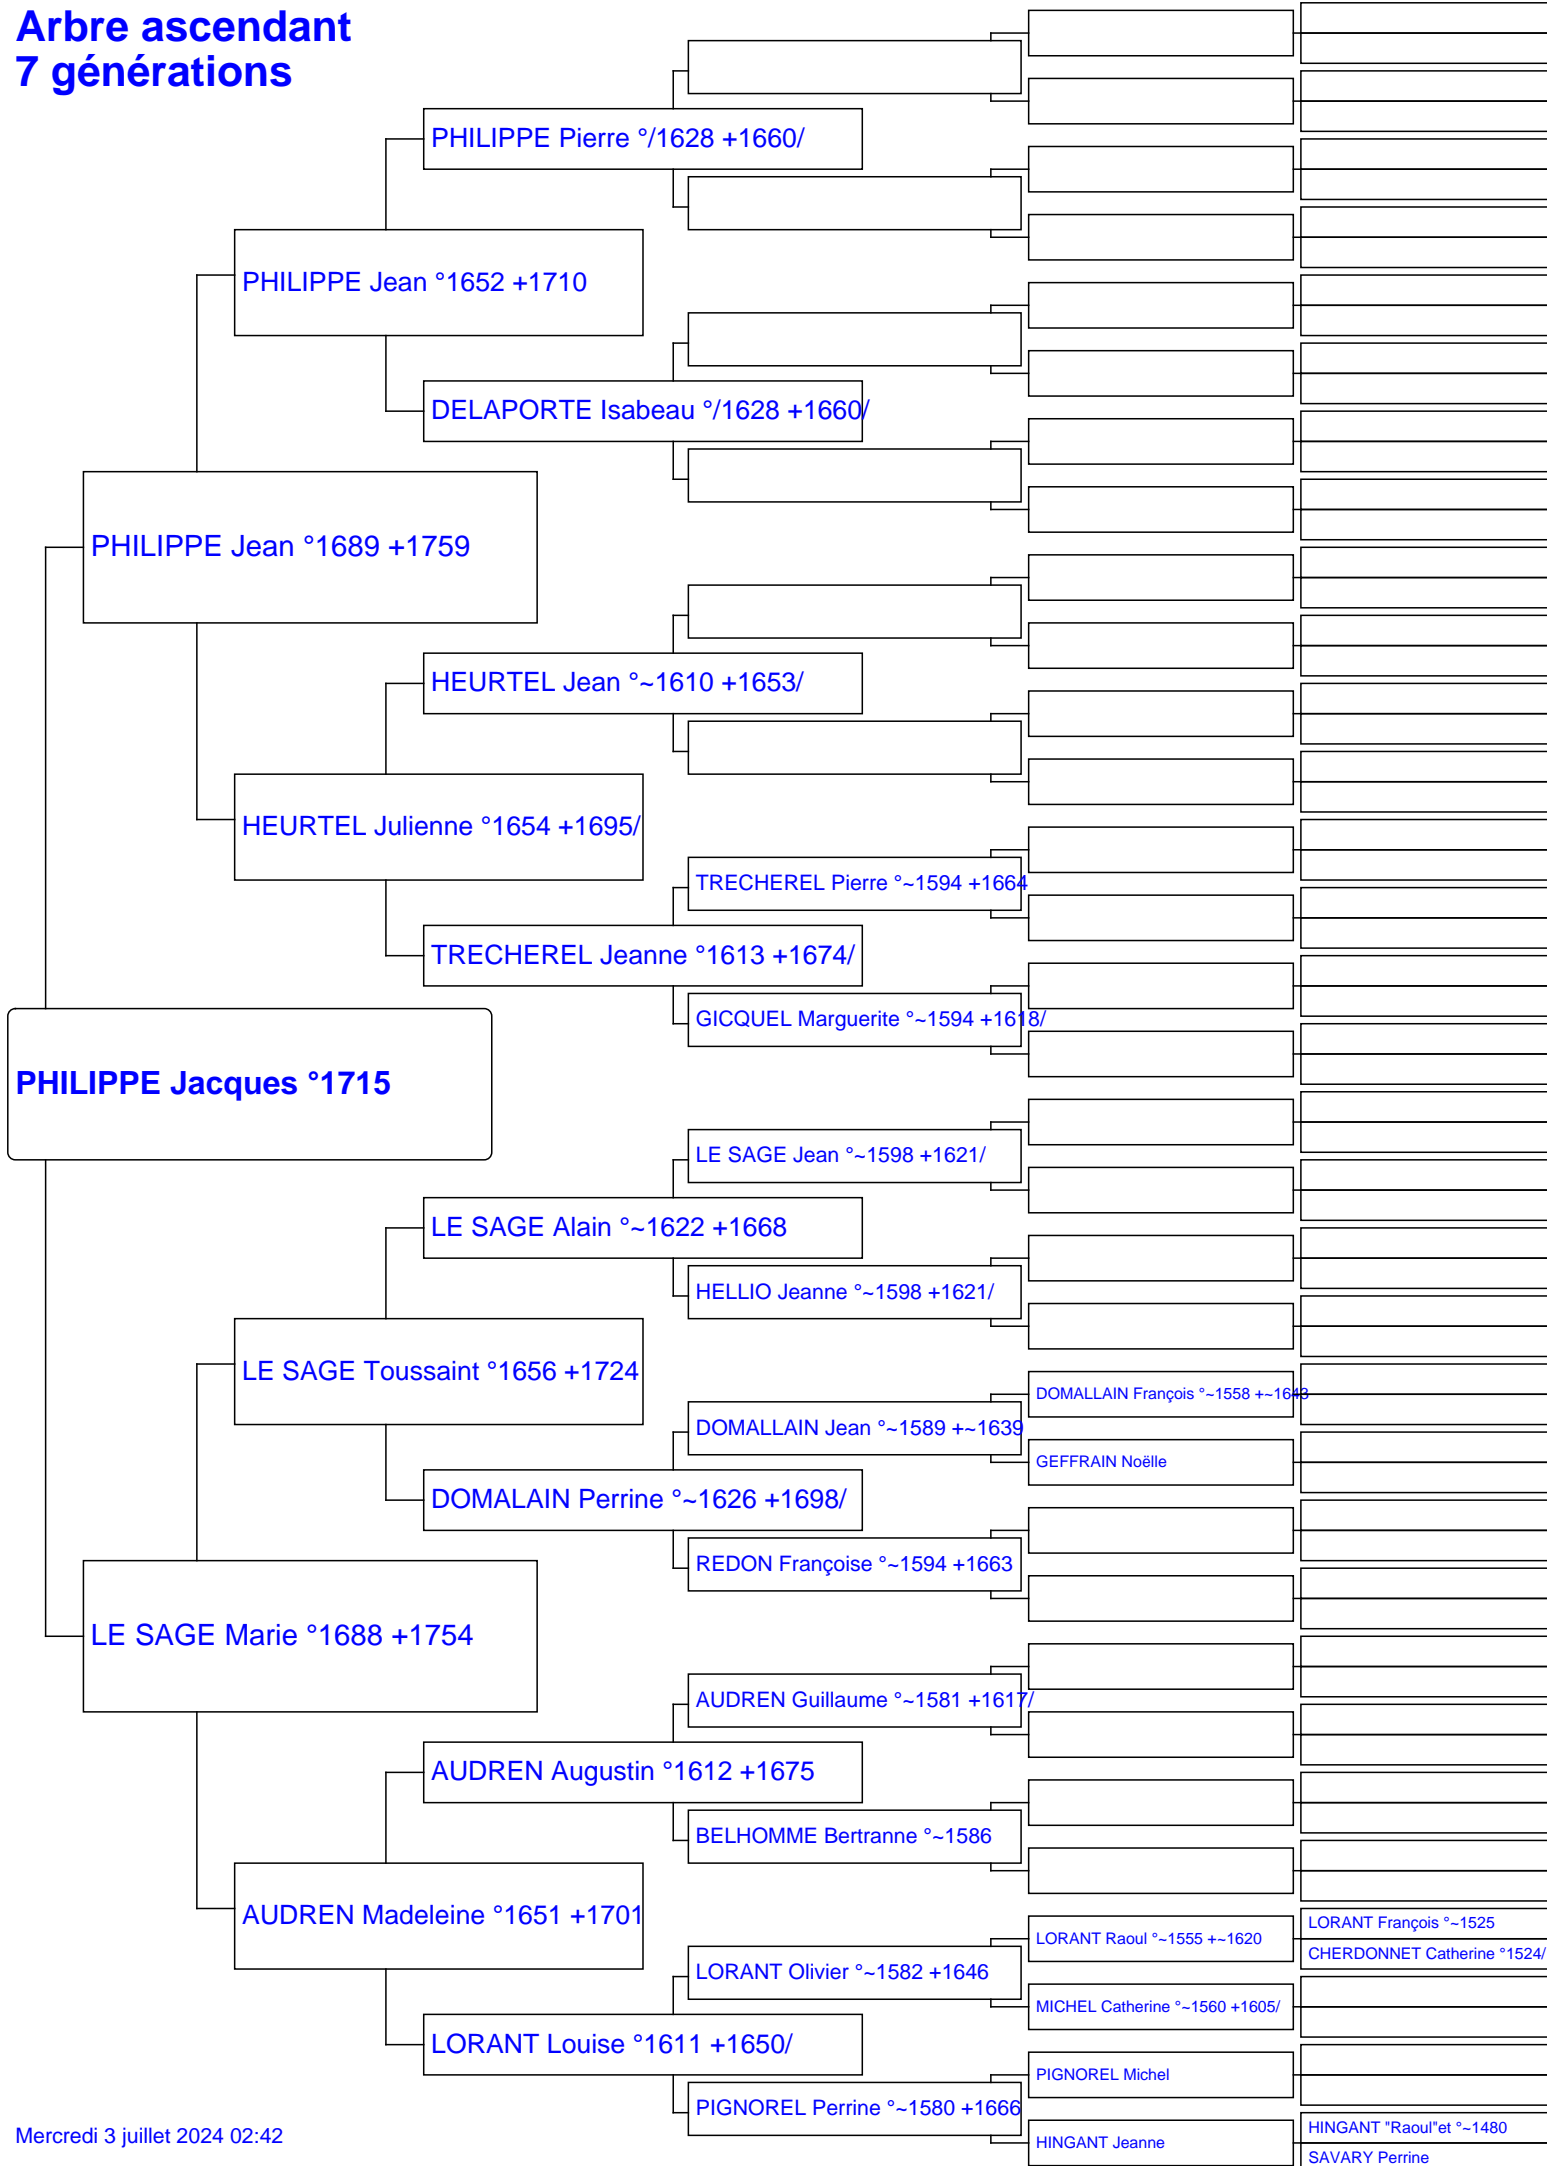 Arbre ascendant
7 générations
PHILIPPE Pierre °/1628 +1660/
PHILIPPE Jean °1652 +1710
DELAPORTE Isabeau °/1628 +1660/
PHILIPPE Jean °1689 +1759
HEURTEL Jean °~1610 +1653/
HEURTEL Julienne °1654 +1695/
TRECHEREL Pierre °~1594 +1664
TRECHEREL Jeanne °1613 +1674/
GICQUEL Marguerite °~1594 +1618/
PHILIPPE Jacques °1715
LE SAGE Jean °~1598 +1621/
LE SAGE Alain °~1622 +1668
HELLIO Jeanne °~1598 +1621/
LE SAGE Toussaint °1656 +1724
DOMALLAIN François °~1558 +~1643
DOMALLAIN Jean °~1589 +~1639
GEFFRAIN Noëlle
DOMALAIN Perrine °~1626 +1698/
REDON Françoise °~1594 +1663
LE SAGE Marie °1688 +1754
AUDREN Guillaume °~1581 +1617/
AUDREN Augustin °1612 +1675
BELHOMME Bertranne °~1586
AUDREN Madeleine °1651 +1701
LORANT François °~1525
LORANT Raoul °~1555 +~1620
CHERDONNET Catherine °1524/
LORANT Olivier °~1582 +1646
MICHEL Catherine °~1560 +1605/
LORANT Louise °1611 +1650/
PIGNOREL Michel
PIGNOREL Perrine °~1580 +1666
HINGANT "Raoul"et °~1480
HINGANT Jeanne
SAVARY Perrine
Mercredi 3 juillet 2024 02:42